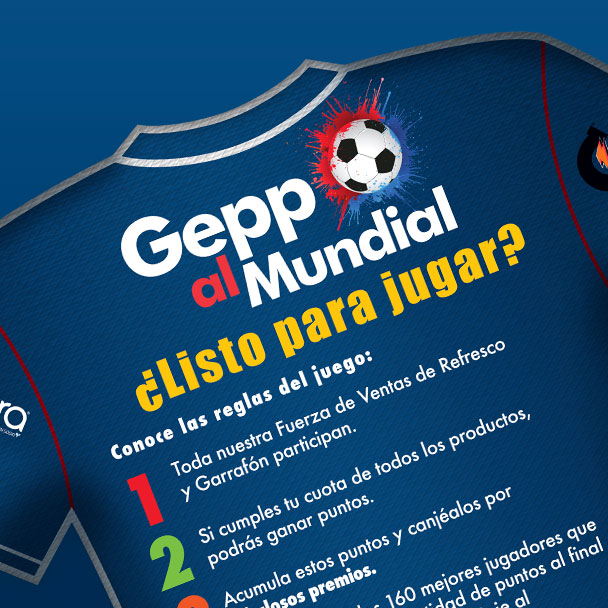 Gepp
al Mundial
¿Listo para jugar?
Conoce las reglas del juego:
1 Toda nuestra Fuerza de Ventas de Refresco
y Garrafón participan.
2 Si cumples tu cuota de todos los productos,
podrás ganar puntos.
Acumula estos puntos y canjéalos por
premios.
160 mejores jugadores que
de puntos al final
al